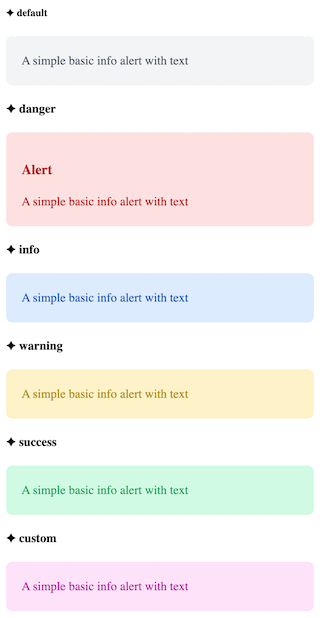 ✦ default
A simple basic info alert with text
✦ danger
Alert
A simple basic info alert with text
✦ info
A simple basic info alert with text
✦ warning
A simple basic info alert with text
✦ success
A simple basic info alert with text
✦ custom
A simple basic info alert with text